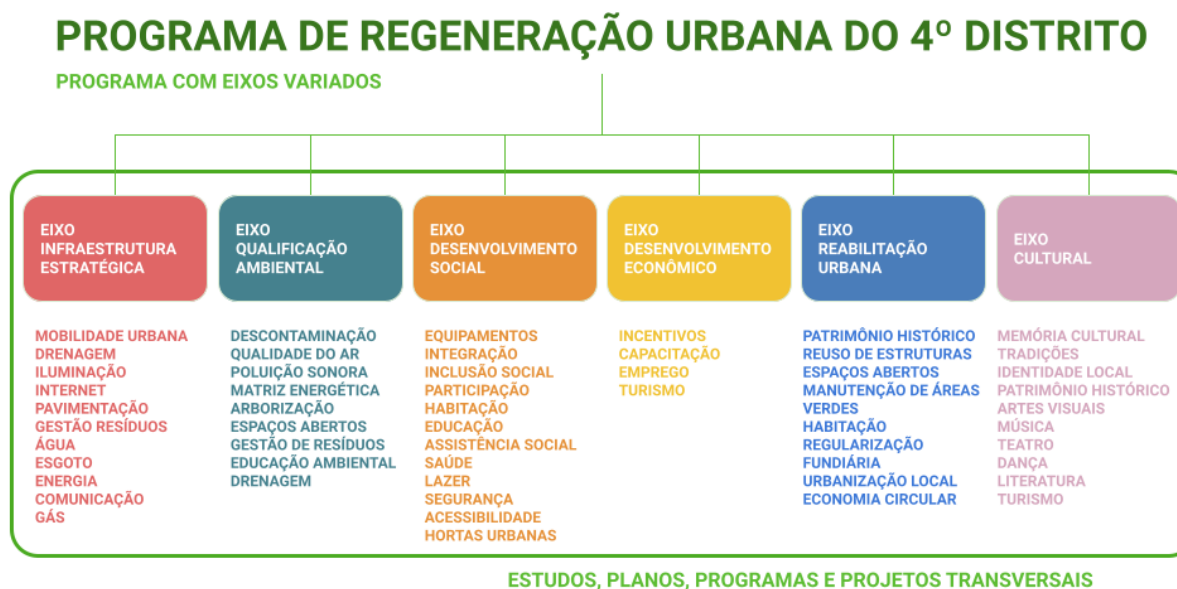 PROGRAMA DE REGENERAÇÃO URBANA DO 4º DISTRITO
PROGRAMA COM EIXOS VARIADOS
EIXO
INFRAESTRUTURA
ESTRATÉGICA
MOBILIDADE URBANA
DRENAGEM
ILUMINAÇÃO
INTERNET
PAVIMENTAÇÃO
GESTÃO RESÍDUOS
ÁGUA
ESGOTO
ENERGIA
COMUNICAÇÃO
GÁS
EIXO
QUALIFICAÇÃO
AMBIENTAL
DESCONTAMINAÇÃO
QUALIDADE DO AR
POLUIÇÃO SONORA
MATRIZ ENERGÉTICA
ARBORIZAÇÃO
ESPAÇOS ABERTOS
GESTÃO DE RESÍDUOS
EDUCAÇÃO AMBIENTAL
DRENAGEM
EIXO
DESENVOLVIMENTO
SOCIAL
EQUIPAMENTOS
INTEGRAÇÃO
INCLUSÃO SOCIAL
PARTICIPAÇÃO
HABITAÇÃO
EDUCAÇÃO
ASSISTÊNCIA SOCIAL
SAÚDE
LAZER
SEGURANÇA
ACESSIBILIDADE
HORTAS URBANAS
EIXO
DESENVOLVIMENTO
ECONÔMICO
INCENTIVOS
CAPACITAÇÃO
EMPREGO
TURISMO
EIXO
REABILITAÇÃO
URBANA
PATRIMÔNIO HISTÓRICO
REUSO DE ESTRUTURAS
ESPAÇOS ABERTOS
MANUTENÇÃO DE ÁREAS
VERDES
HABITAÇÃO
REGULARIZAÇÃO
FUNDIÁRIA
URBANIZAÇÃO LOCAL
ECONOMIA CIRCULAR
EIXO
CULTURAL
MEMÓRIA CULTURAL
TRADIÇÕES
IDENTIDADE LOCAL
PATRIMÔNIO HISTÓRICO
ARTES VISUAIS
MÚSICA
TEATRO
DANÇA
LITERATURA
TURISMO
ESTUDOS, PLANOS, PROGRAMAS E PROJETOS TRANSVERSAIS